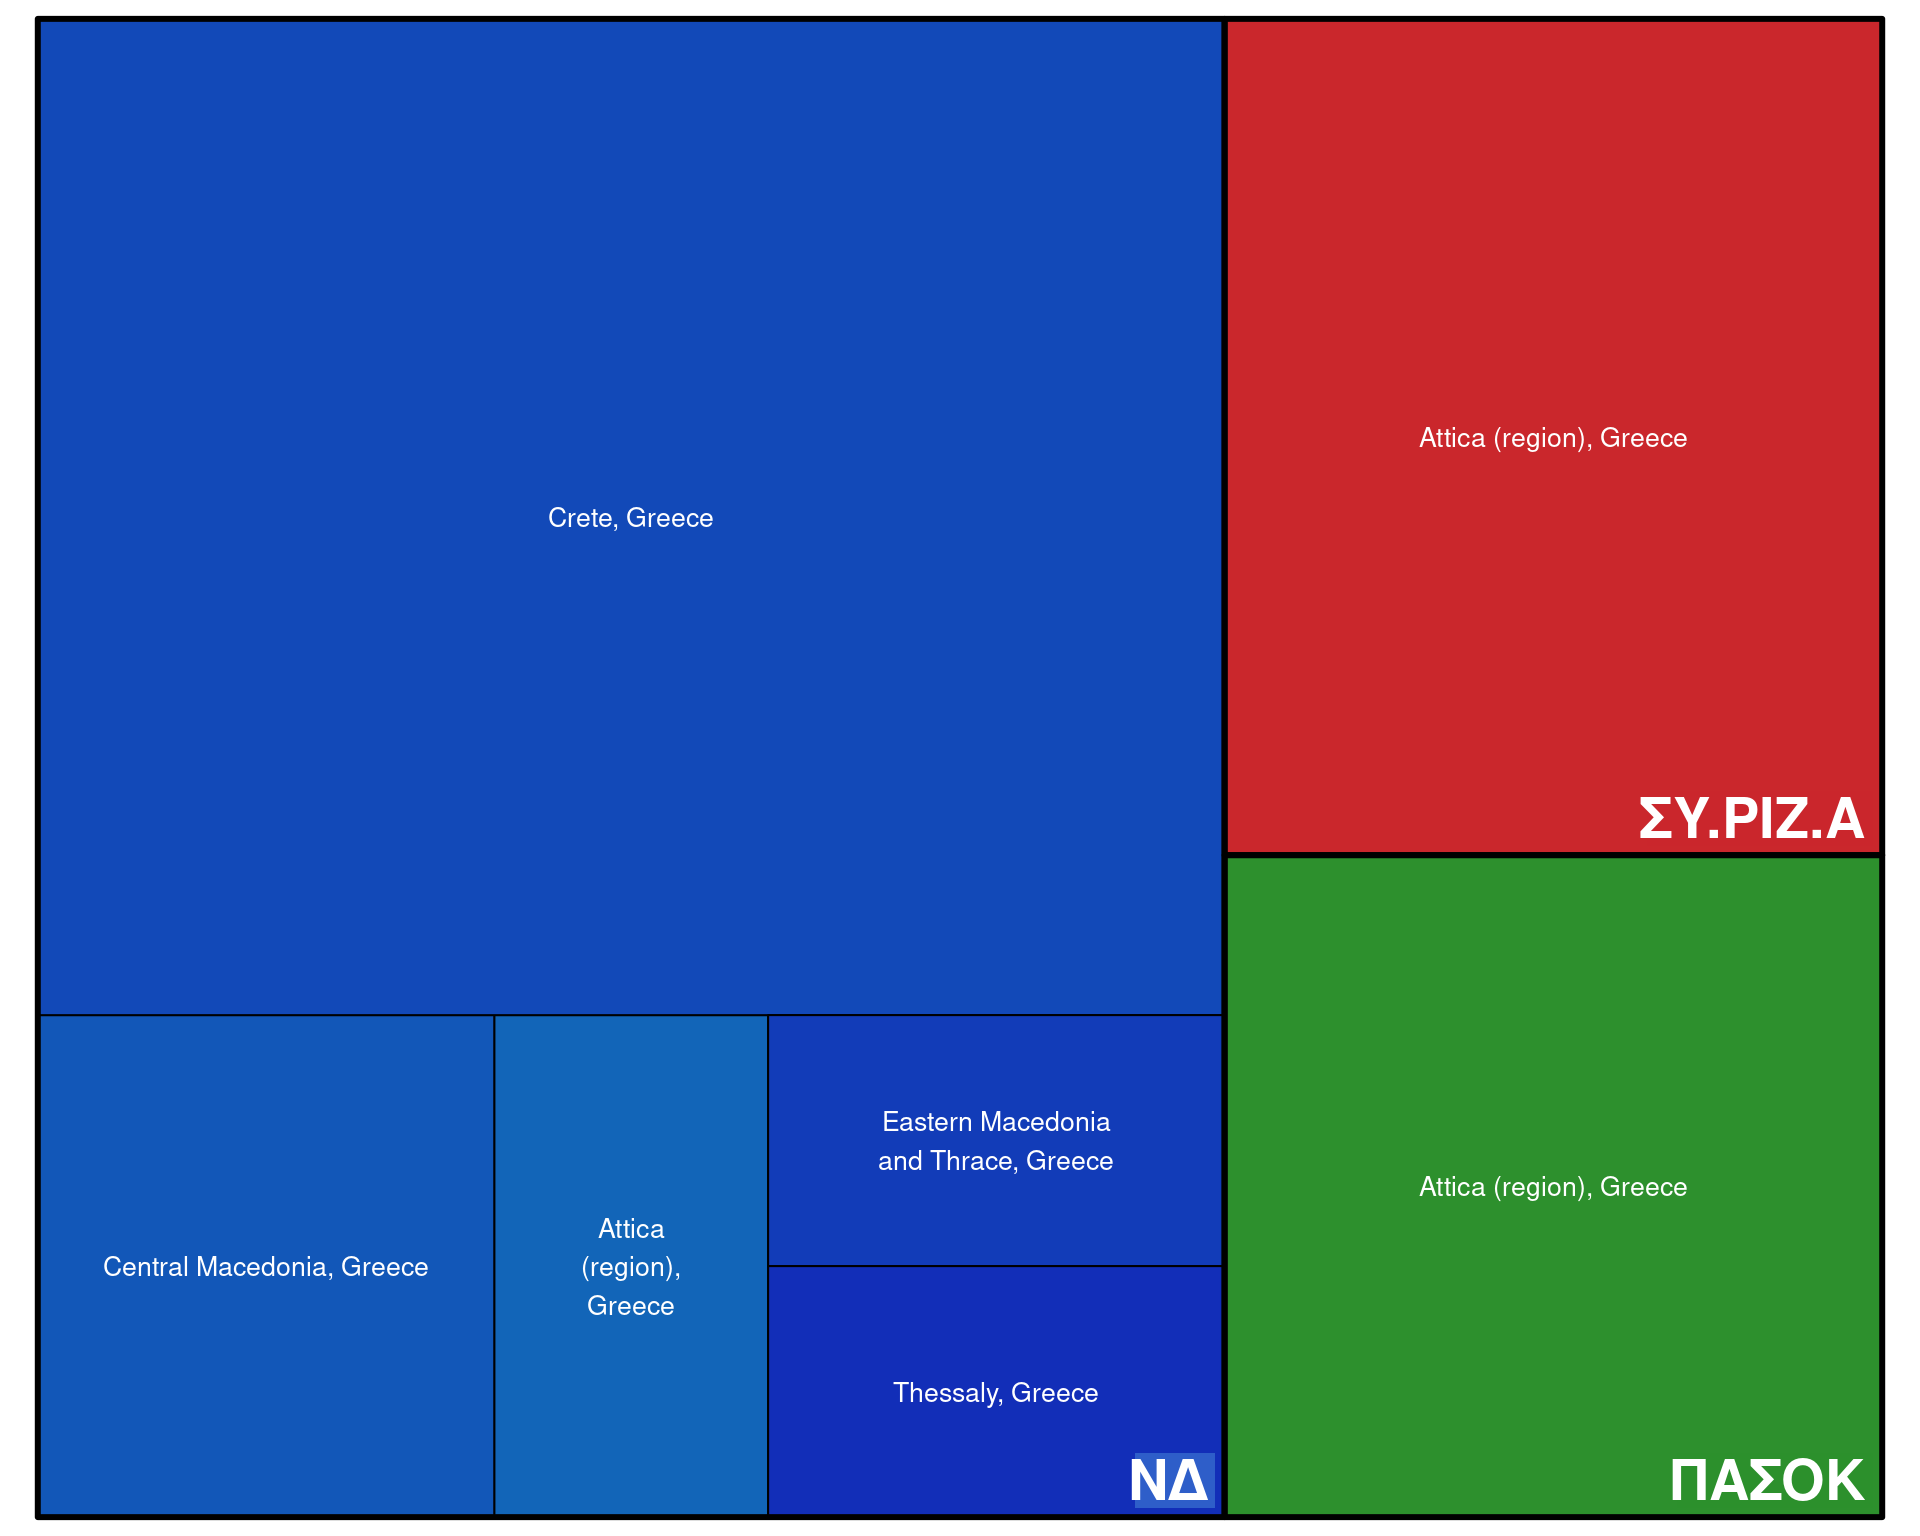 Crete, Greece
Central Macedonia, Greece
Attica
(region),
Greece
Eastern Macedonia
and Thrace, Greece
Thessaly, Greece
ΝΔ
Attica (region), Greece
ΣΥ.ΡΙΖ.Α
Attica (region), Greece
ΠΑΣΟΚ